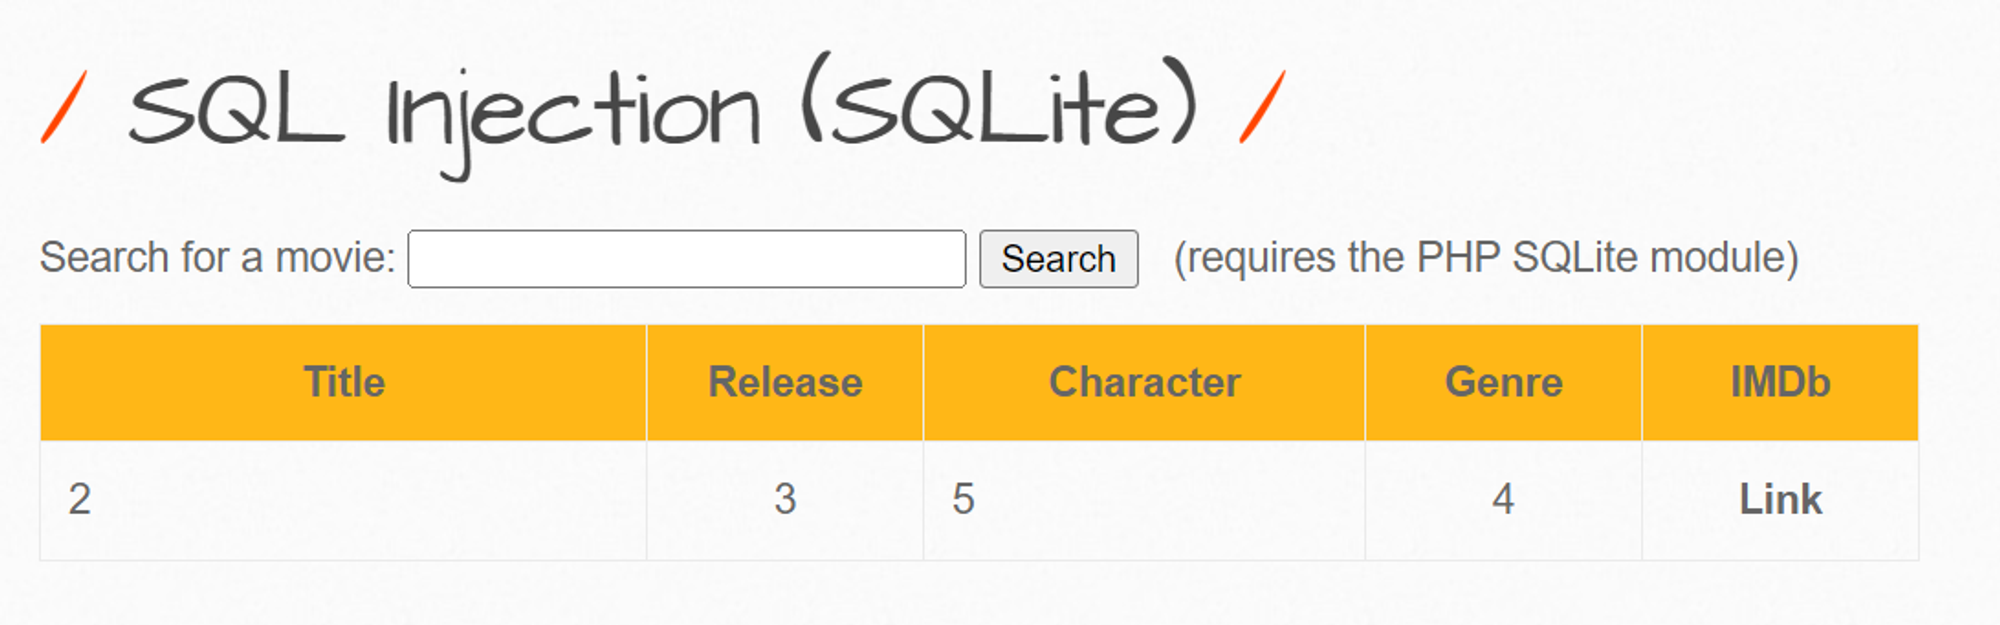 / SQL Injection (SQLite) /
Search for a movie: Search (requires the PHP SQLite module)
Title Release Character Genre IMDb
2 3 5 4 Link